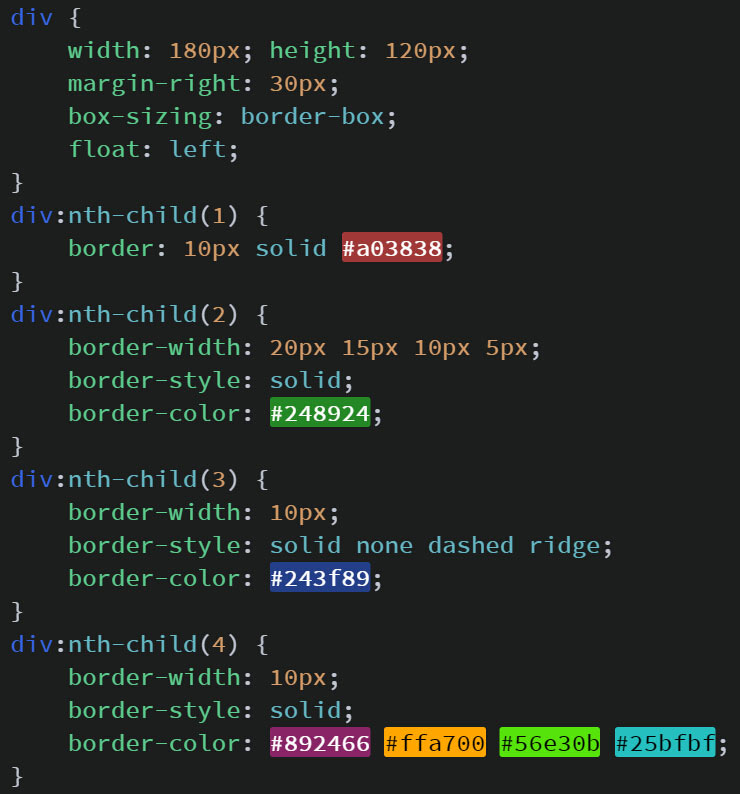 div {
    width: 180px; height: 120px;
    margin-right: 30px;
    box-sizing: border-box;
    float: left;
}
div:nth-child(1) {
    border: 10px solid #a03838;
}
div:nth-child(2) {
    border-width: 20px 15px 10px 5px;
    border-style: solid;
    border-color: #248924;
}
div:nth-child(3) {
    border-width: 10px;
    border-style: solid none dashed ridge;
    border-color: #243f89;
}
div:nth-child(4) {
    border-width: 10px;
    border-style: solid;
    border-color: #892466 #ffa700 #56e30b #25bfbf;
}